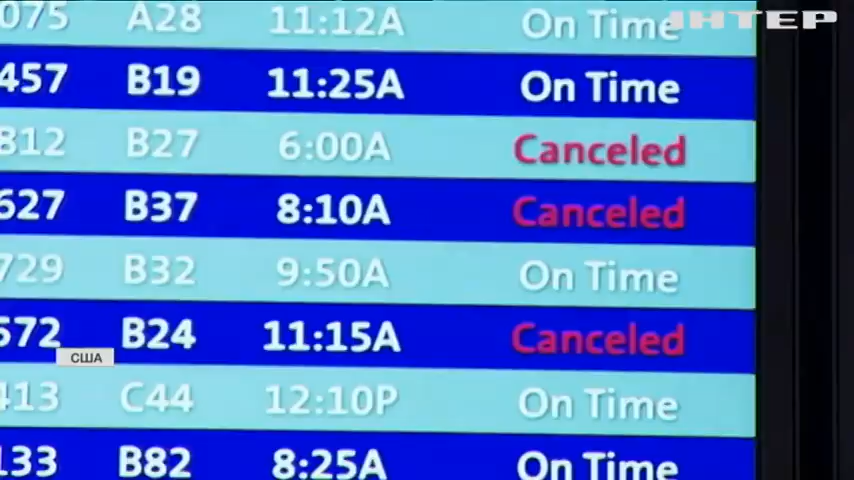 075 A28 11:12A On Time
ІНТЕР
457 B19 11:25A On Time
812 B27 6:00A Canceled
627 B37 8:10A Canceled
729 B32 9:50A On Time
572 B24 11:15A Canceled
США
413 C44 12:10P On Time
133 B82 8:25A On Time